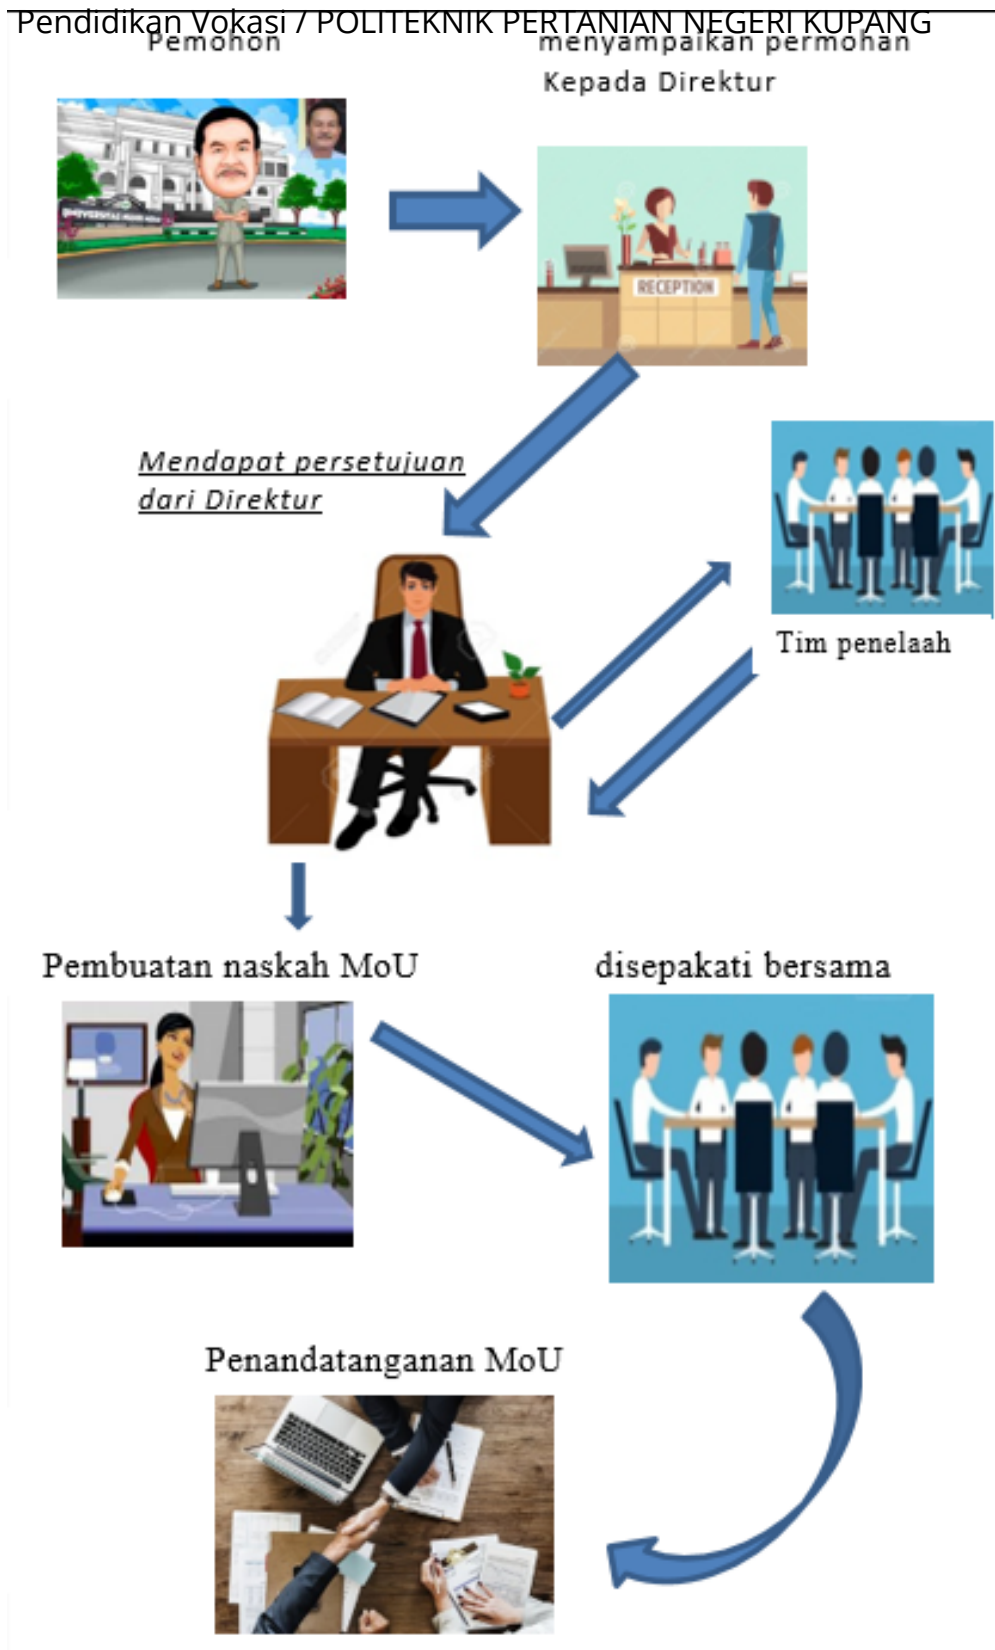 Pendidikan Vokasi / POLITEKNIK PERTANIAN NEGERI KUPANG
Pemohon
menyampaikan permohan
Kepada Direktur
RECEPTION
Mendapat persetujuan
dari Direktur
Tim penelaah
Pembuatan naskah MoU
disepakati bersama
Penandatanganan MoU